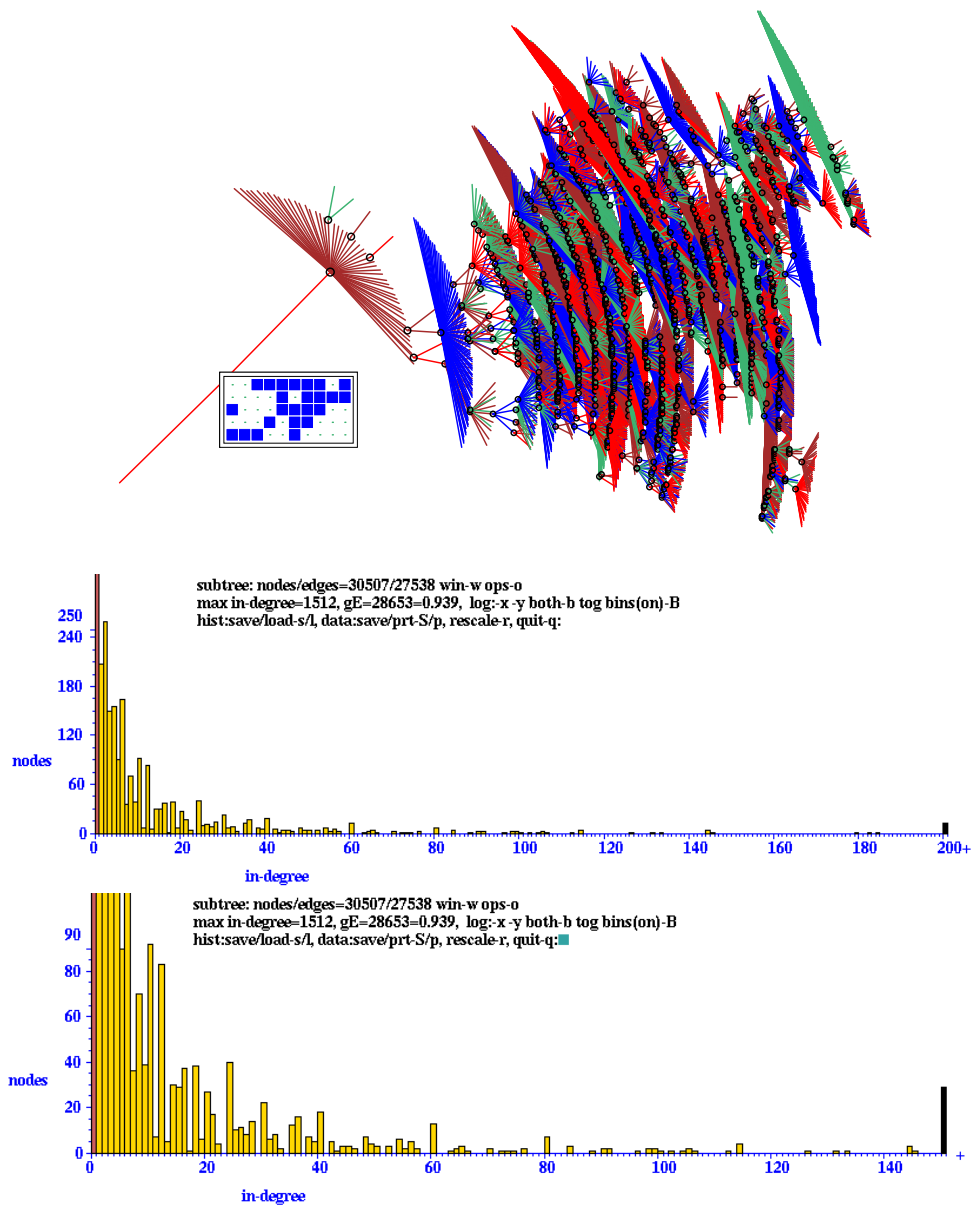 subtree: nodes/edges=30507/27538 win-w ops-o
max in-degree=1512, gE=28653=0.939, log:-x -y both-b tog bins(on)-B
hist:save/load-s/l, data:save/prt-S/p, rescale-r, quit-q:
250
240
180
120
nodes
60
0
0 20 40 60 80 100 120 140 160 180 200+
in-degree
subtree: nodes/edges=30507/27538 win-w ops-o
max in-degree=1512, gE=28653=0.939, log:-x -y both-b tog bins(on)-B
hist:save/load-s/l, data:save/prt-S/p, rescale-r, quit-q:
90
80
60
40
nodes
20
0
0 20 40 60 80 100 120 140 +
in-degree